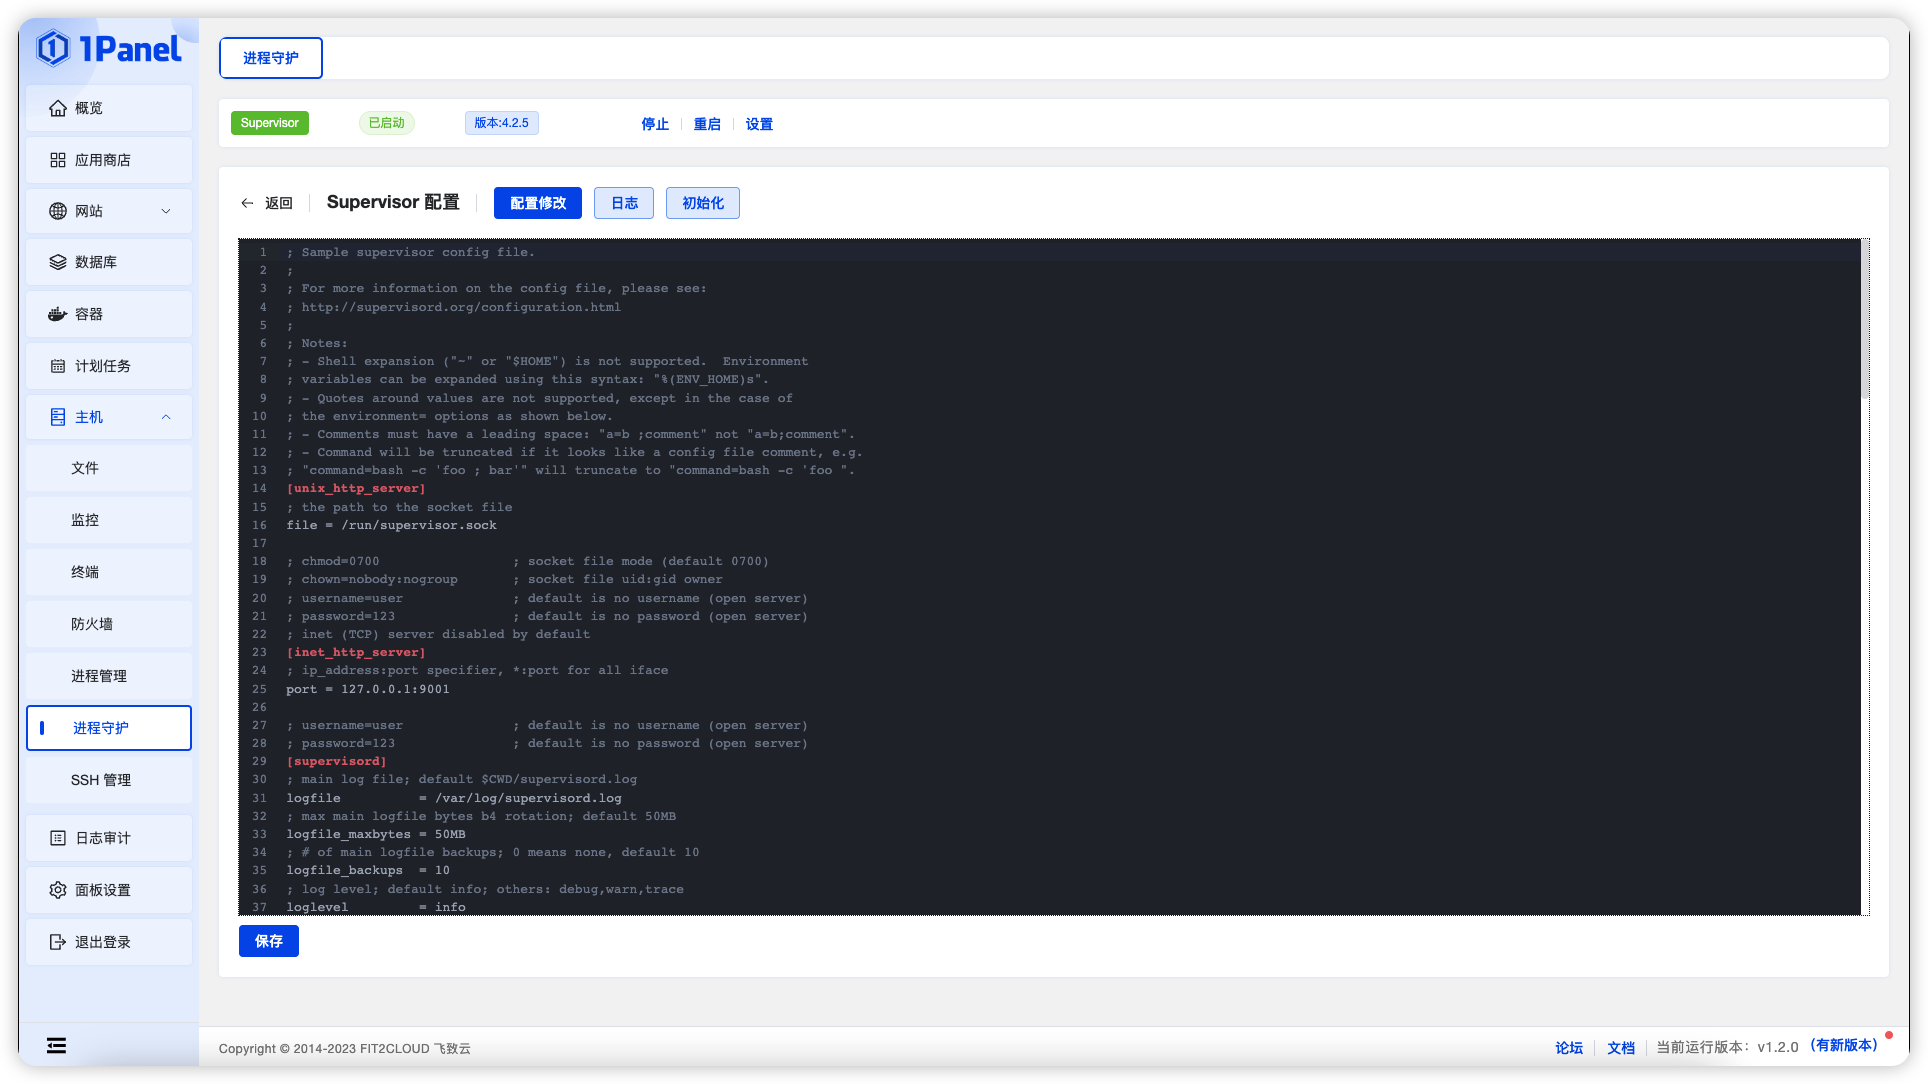 1Panel
概览
应用商店
网站
数据库
容器
计划任务
主机
文件
监控
终端
防火墙
进程管理
进程守护
SSH 管理
日志审计
面板设置
退出登录
进程守护
Supervisor 已启动 版本:4.2.5 停止 重启 设置
返回 Supervisor 配置 配置修改 日志 初始化
1 ; Sample supervisor config file.
2 ;
3 ; For more information on the config file, please see:
4 ; http://supervisord.org/configuration.html
5 ;
6 ; Notes:
7 ; - Shell expansion ("~" or "$HOME") is not supported.  Environment
8 ; variables can be expanded using this syntax: "%(ENV_HOME)s".
9 ; - Quotes around values are not supported, except in the case of
10 ; the environment= options as shown below.
11 ; - Comments must have a leading space: "a=b ;comment" not "a=b;comment".
12 ; - Command will be truncated if it looks like a config file comment, e.g.
13 ; "command=bash -c 'foo ; bar'" will truncate to "command=bash -c 'foo ".
14 [unix_http_server]
15 ; the path to the socket file
16 file = /run/supervisor.sock
17
18 ; chmod=0700                 ; socket file mode (default 0700)
19 ; chown=nobody:nogroup       ; socket file uid:gid owner
20 ; username=user              ; default is no username (open server)
21 ; password=123               ; default is no password (open server)
22 ; inet (TCP) server disabled by default
23 [inet_http_server]
24 ; ip_address:port specifier, *:port for all iface
25 port = 127.0.0.1:9001
26
27 ; username=user              ; default is no username (open server)
28 ; password=123               ; default is no password (open server)
29 [supervisord]
30 ; main log file; default $CWD/supervisord.log
31 logfile          = /var/log/supervisord.log
32 ; max main logfile bytes b4 rotation; default 50MB
33 logfile_maxbytes = 50MB
34 ; # of main logfile backups; 0 means none, default 10
35 logfile_backups  = 10
36 ; log level; default info; others: debug,warn,trace
37 loglevel         = info
保存
Copyright © 2014-2023 FIT2CLOUD 飞致云 论坛 文档 当前运行版本: v1.2.0 (有新版本)